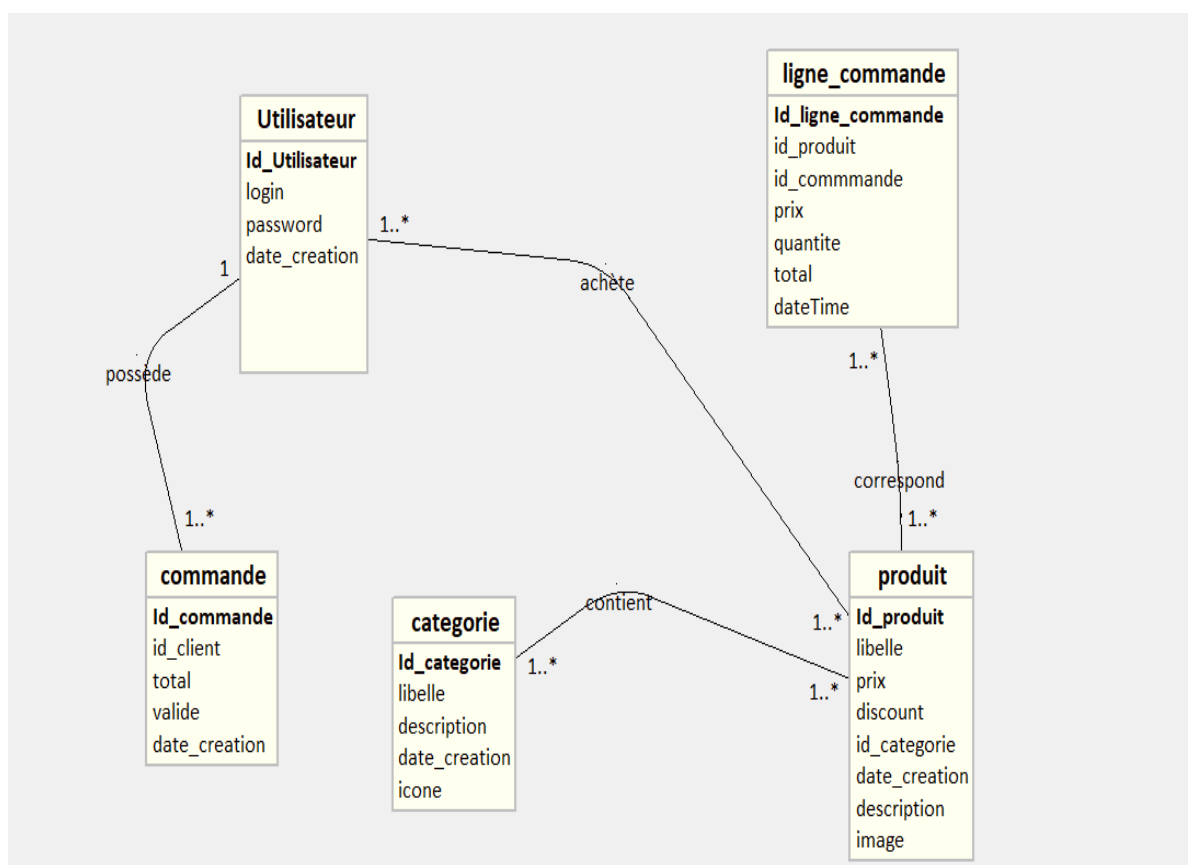 ligne_commande
Id_ligne_commande
id_produit
id_commmande
prix
quantite
total
dateTime
1..*
Utilisateur
Id_Utilisateur
login
password
date_creation
1..*
1
achète
possède
1..*
correspond
1..*
commande
Id_commande
id_client
total
valide
date_creation
categorie
Id_categorie
libelle
description
date_creation
icone
1..*
contient
1..*
1..*
produit
Id_produit
libelle
prix
discount
id_categorie
date_creation
description
image